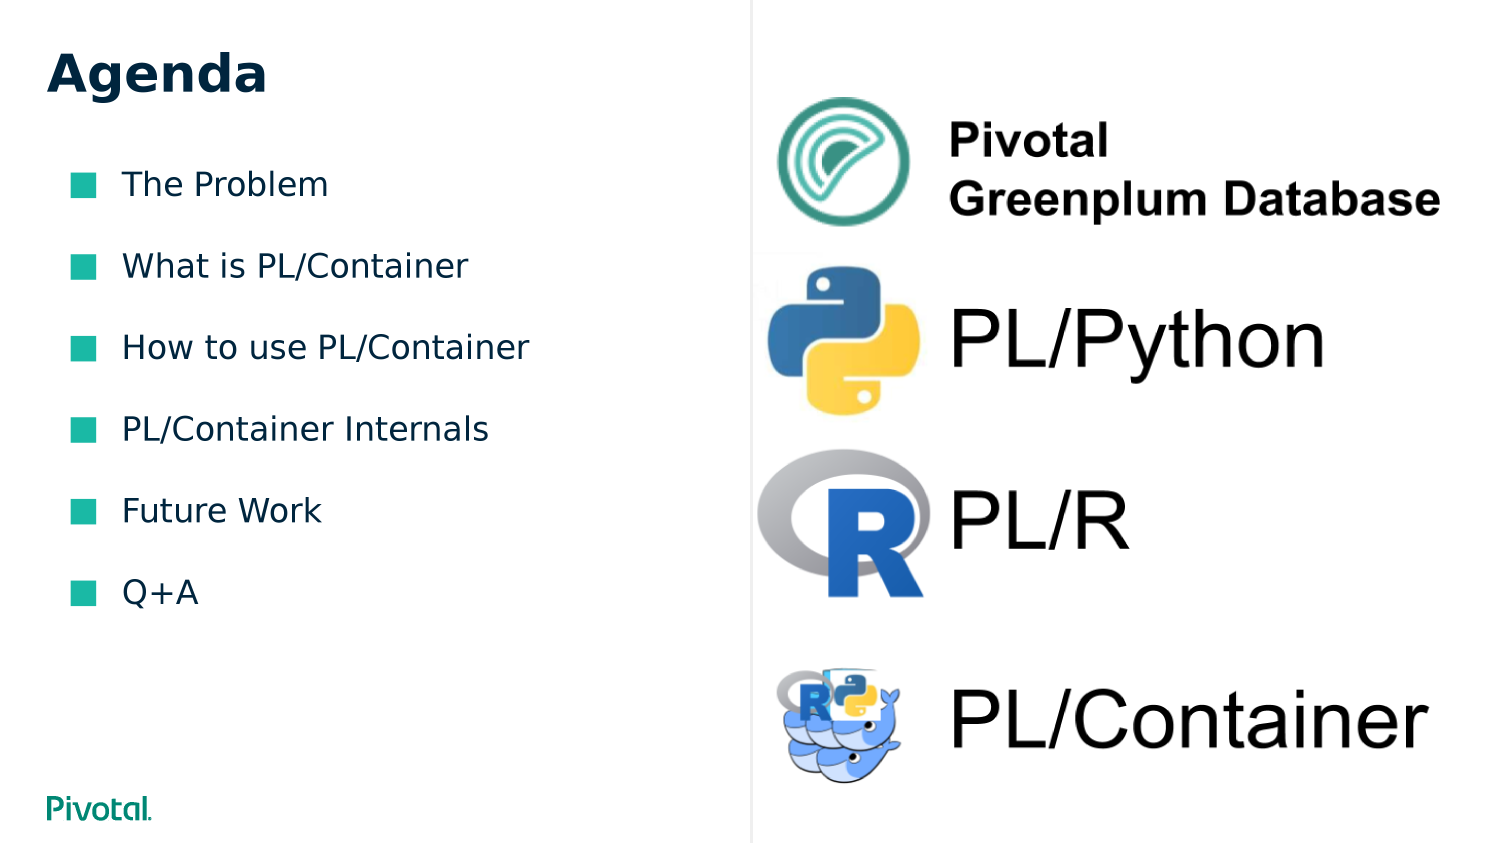 Agenda
The Problem
What is PL/Container
How to use PL/Container
PL/Container Internals
Future Work
Q+A
Pivotal
Pivotal
Greenplum Database
PL/Python
R
PL/R
R
PL/Container